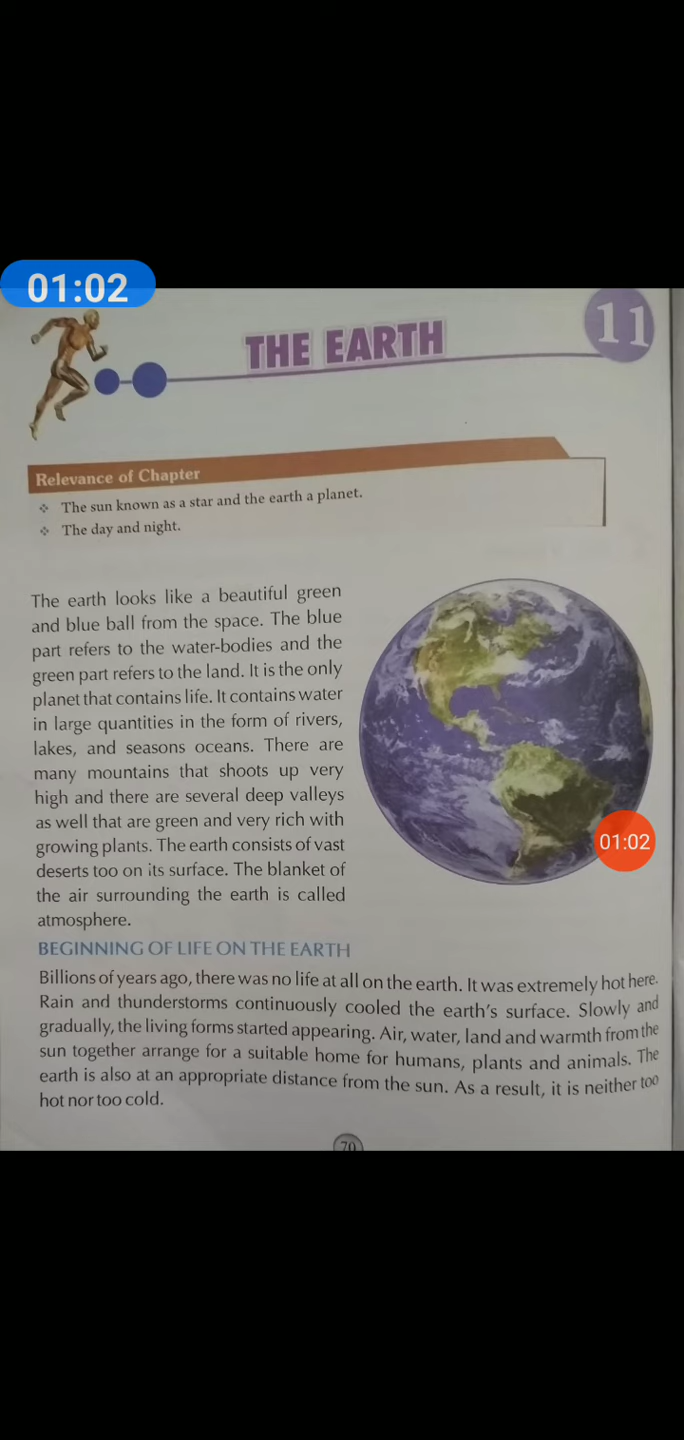 01:02
11
THE EARTH
Relevance of Chapter
❖ The sun known as a star and the earth a planet.
❖ The day and night.
The earth looks like a beautiful green
and blue ball from the space. The blue
part refers to the water-bodies and the
green part refers to the land. It is the only
planet that contains life. It contains water
in large quantities in the form of rivers,
lakes, and seasons oceans. There are
many mountains that shoots up very
high and there are several deep valleys
as well that are green and very rich with
growing plants. The earth consists of vast
deserts too on its surface. The blanket of
the air surrounding the earth is called
atmosphere.
01:02
BEGINNING OF LIFE ON THE EARTH
Billions of years ago, there was no life at all on the earth. It was extremely hot here.
Rain and thunderstorms continuously cooled the earth's surface. Slowly and
gradually, the living forms started appearing. Air, water, land and warmth from the
sun together arrange for a suitable home for humans, plants and animals. The
earth is also at an appropriate distance from the sun. As a result, it is neither too
hot nor too cold.
70